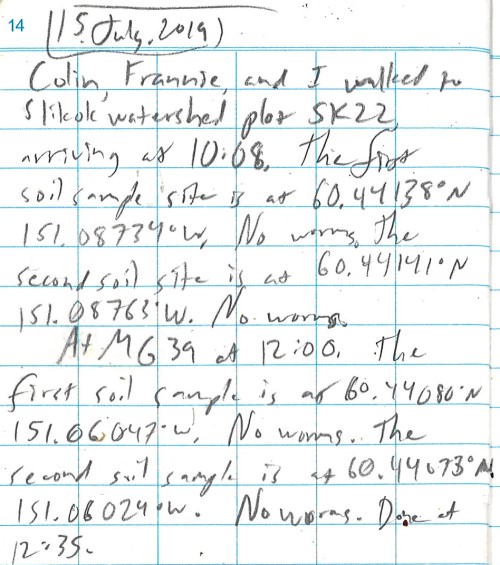 14
(15 July, 2019)
Colin, Frannie, and I walked to
Slikok watershed plot SK22,
arriving at 10:08. The first
soil sample site is at 60.44138°N
151.08734°W. No worms. The
second soil site is at 60.44141°N
151.08763°W. No worms.
At MG39 at 12:00. The
first soil sample is at 60.44080°N
151.06047°W. No worms. The
second soil sample is at 60.44073°N
151.06024°W. No worms. Done at
12:35.